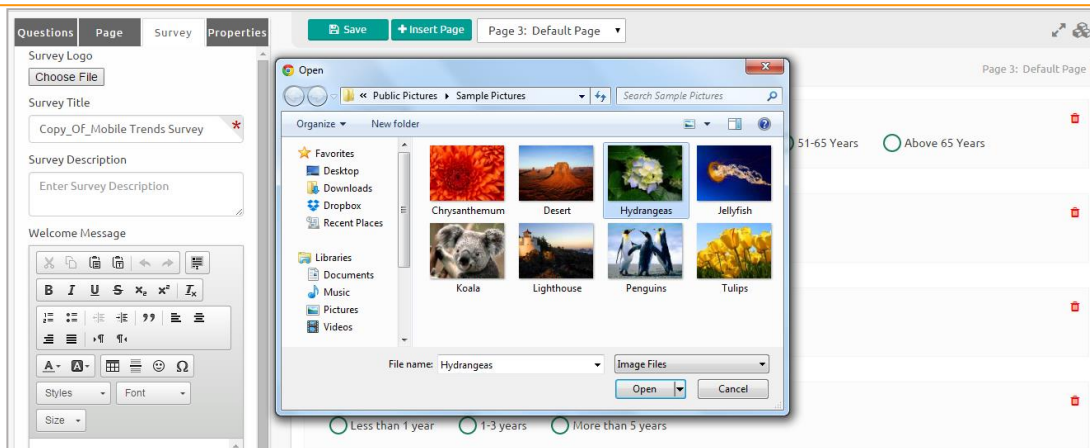 Questions Page Survey Properties
Save Insert Page Page 3: Default Page
Survey Logo
Choose File
Survey Title
Copy_Of_Mobile Trends Survey *
Survey Description
Enter Survey Description
Welcome Message
B I U S x₂ x² Iₓ
Styles Font
Size
Page 3: Default Page
51-65 Years Above 65 Years
Open
« Public Pictures Sample Pictures Search Sample Pictures
Organize New folder
Favorites
Desktop
Downloads
Dropbox
Recent Places
Libraries
Documents
Music
Pictures
Videos
Chrysanthemum Desert Hydrangeas Jellyfish
Koala Lighthouse Penguins Tulips
File name: Hydrangeas Image Files
Open Cancel
Less than 1 year 1-3 years More than 5 years